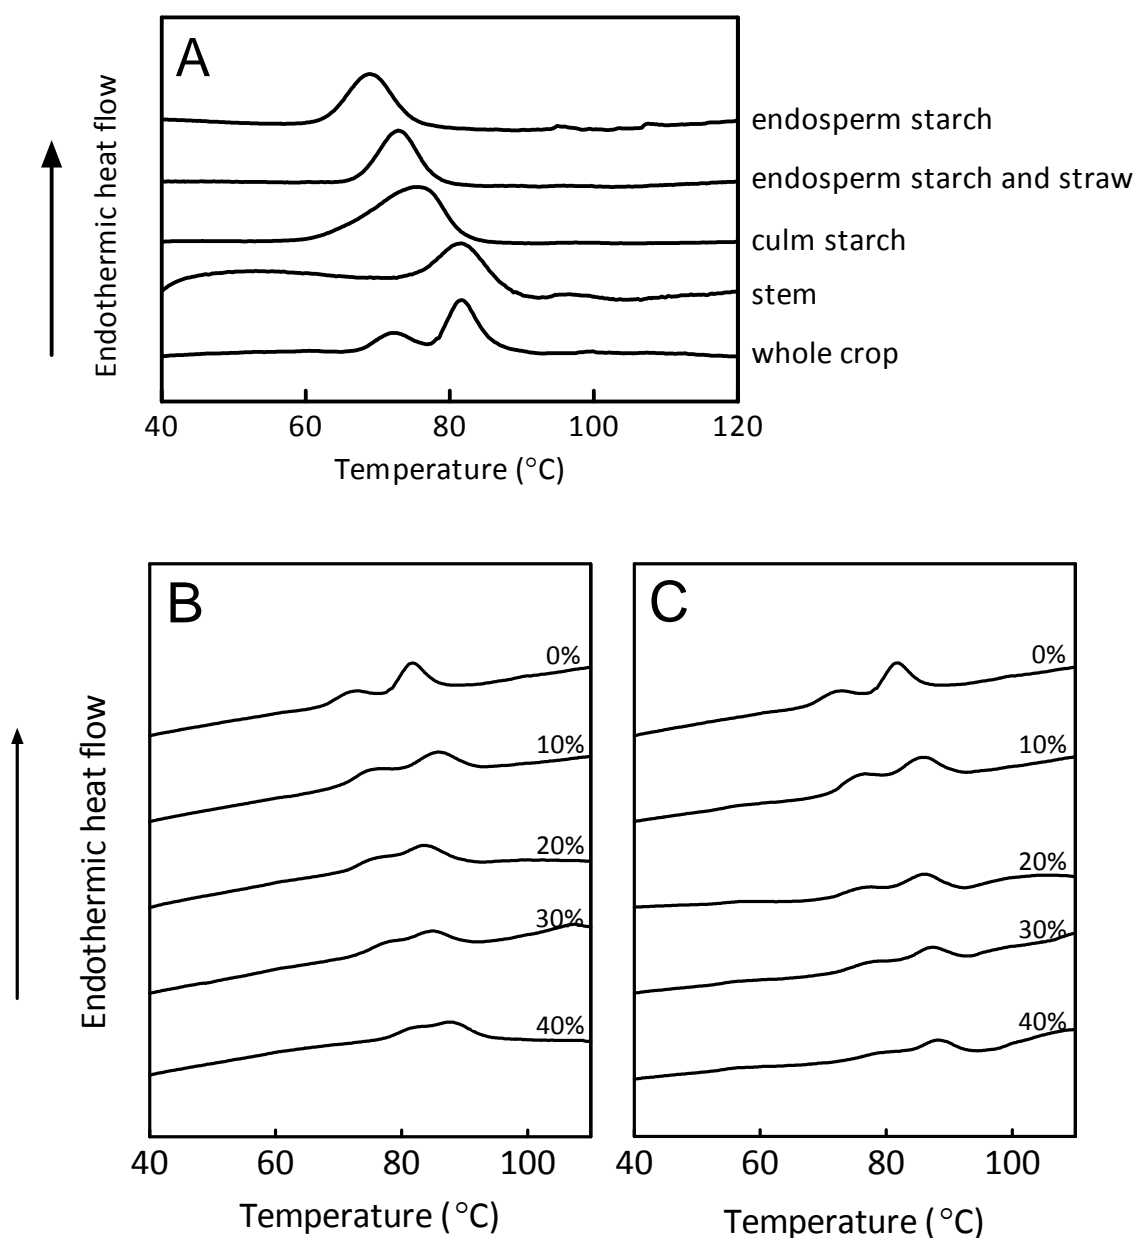 A
Endothermic heat flow
endosperm starch
endosperm starch and straw
culm starch
stem
whole crop
40 60 80 100 120
Temperature (°C)
B
Endothermic heat flow
0%
10%
20%
30%
40%
40 60 80 100
Temperature (°C)
C
0%
10%
20%
30%
40%
40 60 80 100
Temperature (°C)